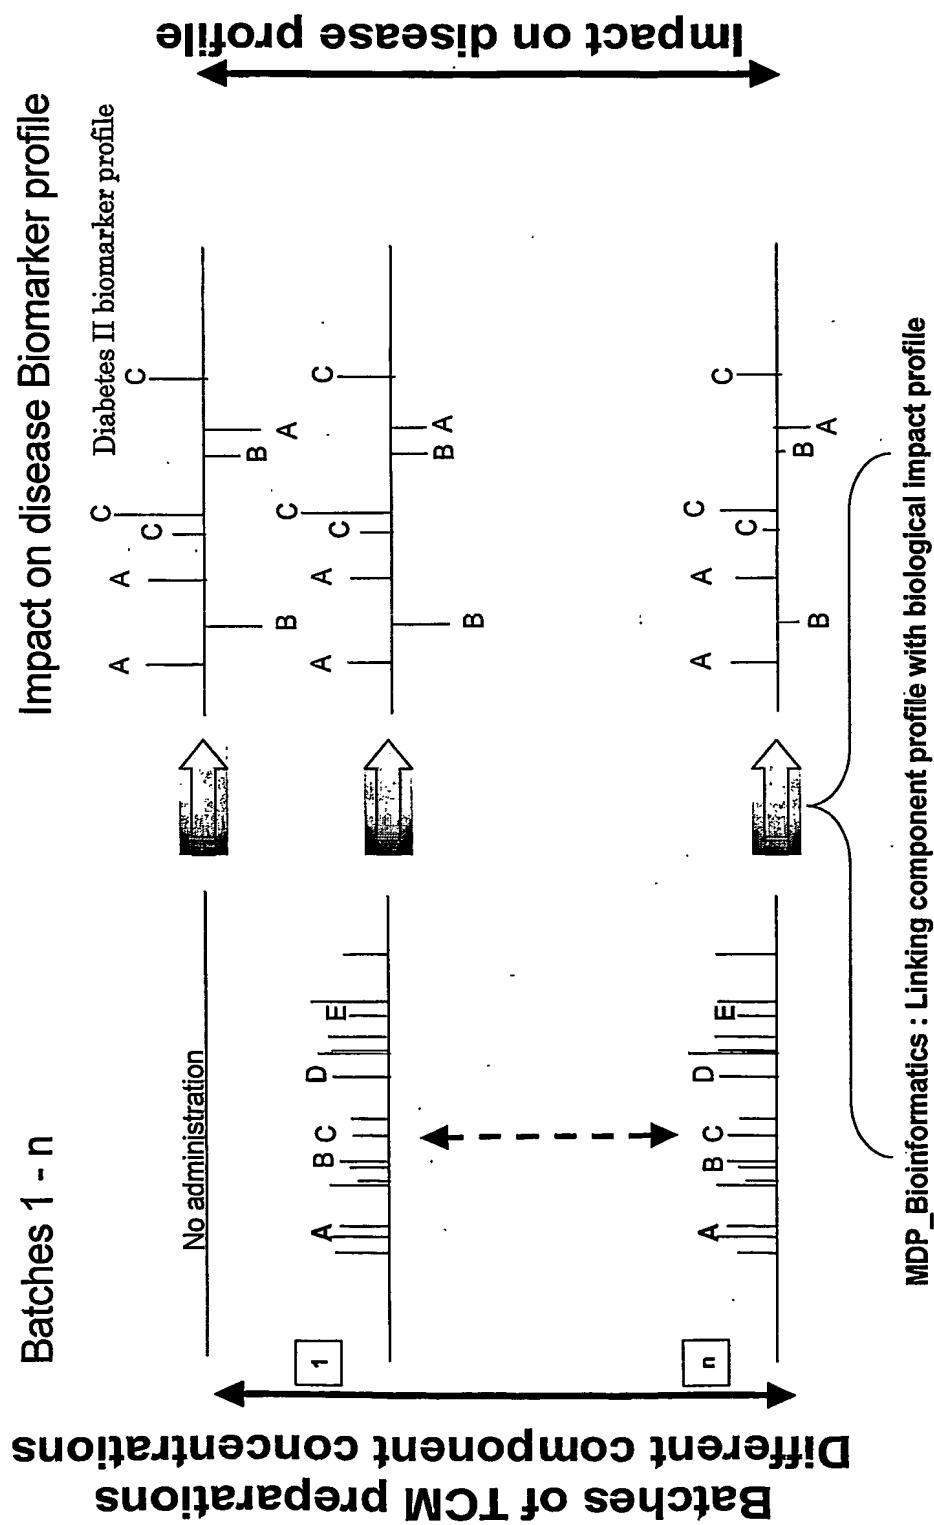 Batches 1 - n
Impact on disease Biomarker profile
Batches of TCM preparations
Different component concentrations
No administration
Diabetes II biomarker profile
A
B
A
C
C
B
A
C
1
A
B
C
D
E
A
B
A
C
C
B
A
C
n
A
B
C
D
E
A
B
A
C
C
B
A
C
Impact on disease profile
MDP_Bioinformatics : Linking component profile with biological impact profile